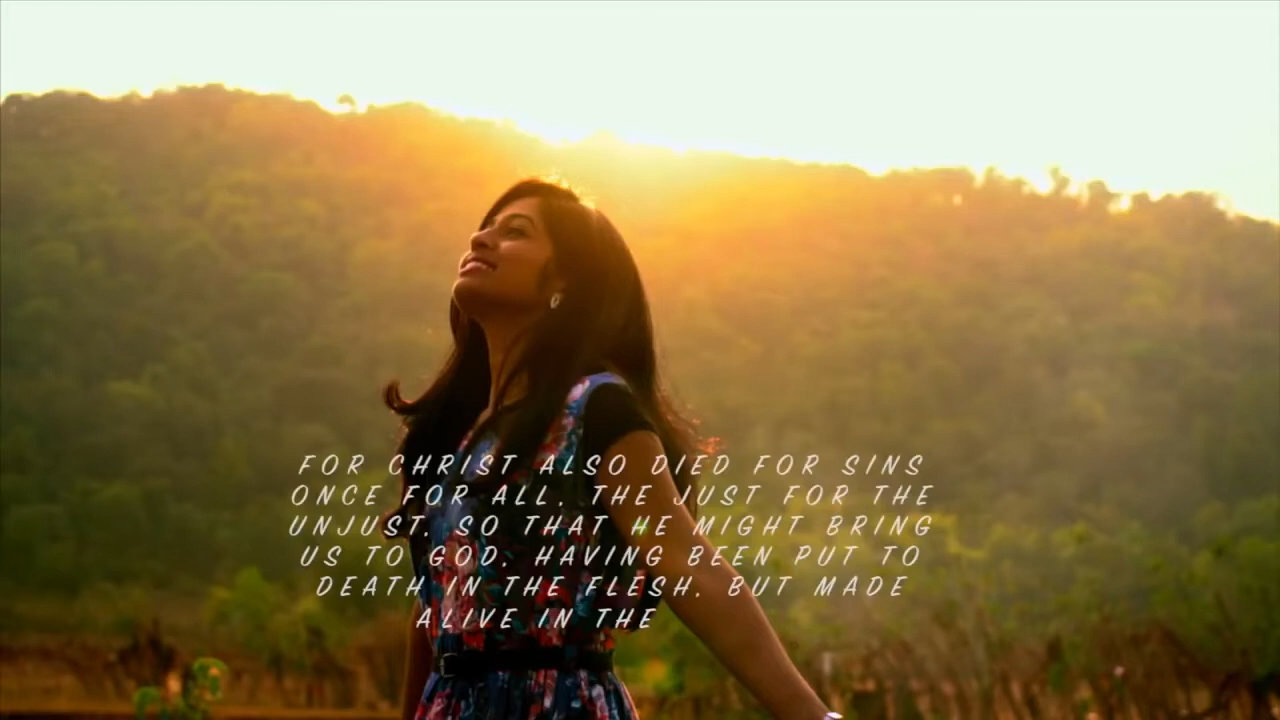 FOR CHRIST ALSO DIED FOR SINS
ONCE FOR ALL, THE JUST FOR THE
UNJUST, SO THAT HE MIGHT BRING
US TO GOD, HAVING BEEN PUT TO
DEATH IN THE FLESH, BUT MADE
ALIVE IN THE